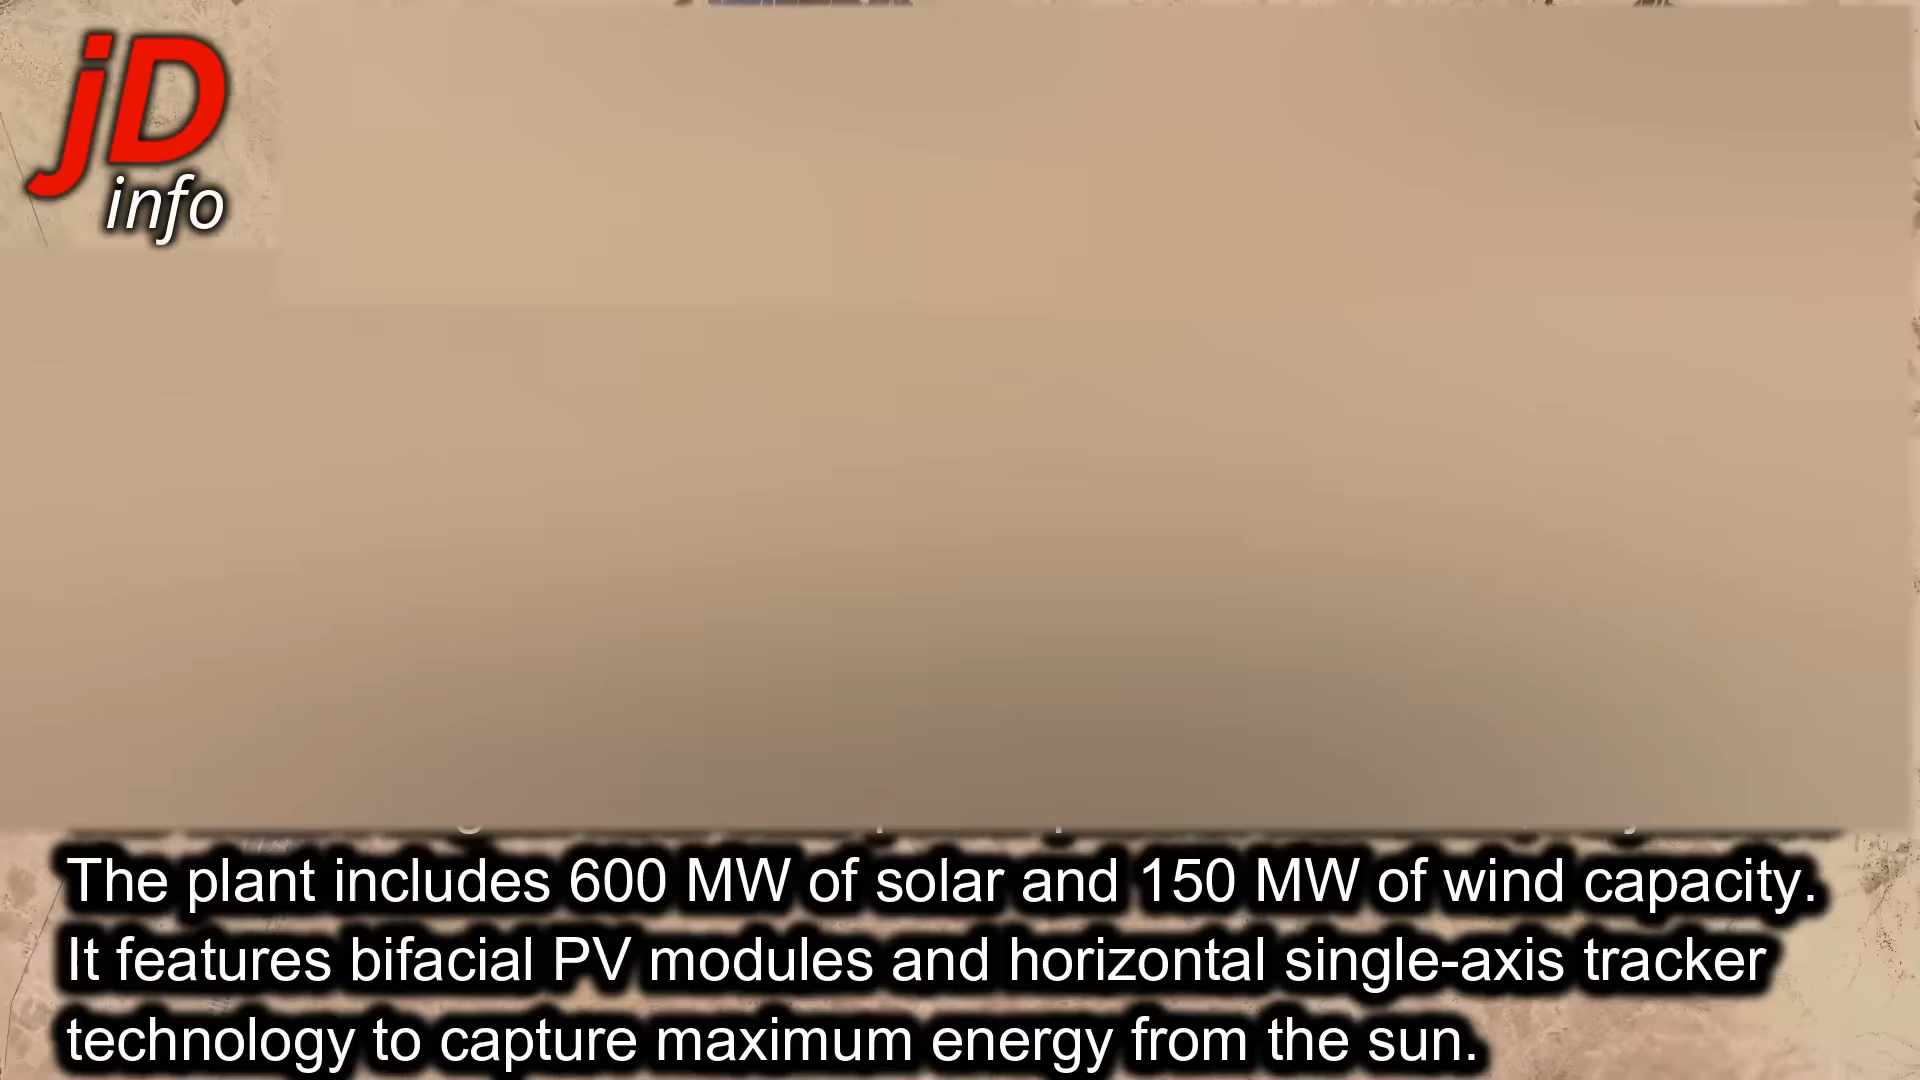 jD
info
The plant includes 600 MW of solar and 150 MW of wind capacity.
It features bifacial PV modules and horizontal single-axis tracker
technology to capture maximum energy from the sun.